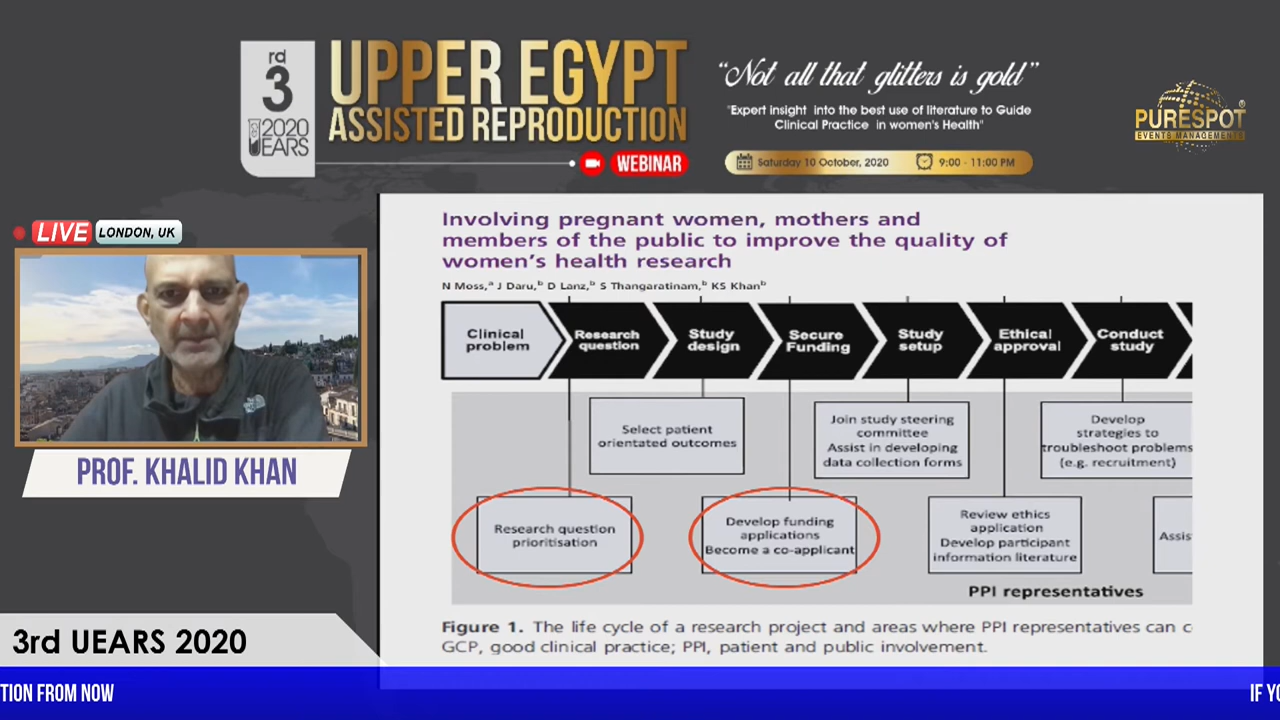 rd
3
2020
UEARS
UPPER EGYPT
ASSISTED REPRODUCTION
WEBINAR
“Not all that glitters is gold”
"Expert insight into the best use of literature to Guide
Clinical Practice in women's Health"
Saturday 10 October, 2020
9:00 - 11:00 PM
PURESPOT®
EVENTS MANAGEMENTS
LIVE
LONDON, UK
PROF. KHALID KHAN
Involving pregnant women, mothers and
members of the public to improve the quality of
women's health research
N Moss,a J Daru,b D Lanz,b S Thangaratinam,b KS Khanb
Clinical
problem
Research
question
Study
design
Secure
Funding
Study
setup
Ethical
approval
Conduct
study
Select patient
orientated outcomes
Join study steering
committee
Assist in developing
data collection forms
Develop
strategies to
troubleshoot problems
(e.g. recruitment)
Research question
prioritisation
Develop funding
applications
Become a co-applicant
Review ethics
application
Develop participant
information literature
Assis
PPI representatives
Figure 1. The life cycle of a research project and areas where PPI representatives can c
GCP, good clinical practice; PPI, patient and public involvement.
3rd UEARS 2020
TION FROM NOW
IF YO